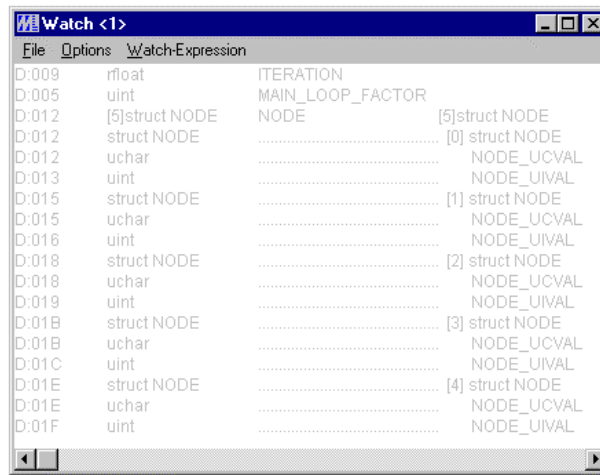 Watch <1>
File Options Watch-Expression
D:009 rfloat ITERATION
D:005 uint MAIN_LOOP_FACTOR
D:012 [5]struct NODE NODE [5]struct NODE
D:012 struct NODE ........................................ [0] struct NODE
D:012 uchar ........................................ NODE_UCVAL
D:013 uint ........................................ NODE_UIVAL
D:015 struct NODE ........................................ [1] struct NODE
D:015 uchar ........................................ NODE_UCVAL
D:016 uint ........................................ NODE_UIVAL
D:018 struct NODE ........................................ [2] struct NODE
D:018 uchar ........................................ NODE_UCVAL
D:019 uint ........................................ NODE_UIVAL
D:01B struct NODE ........................................ [3] struct NODE
D:01B uchar ........................................ NODE_UCVAL
D:01C uint ........................................ NODE_UIVAL
D:01E struct NODE ........................................ [4] struct NODE
D:01E uchar ........................................ NODE_UCVAL
D:01F uint ........................................ NODE_UIVAL